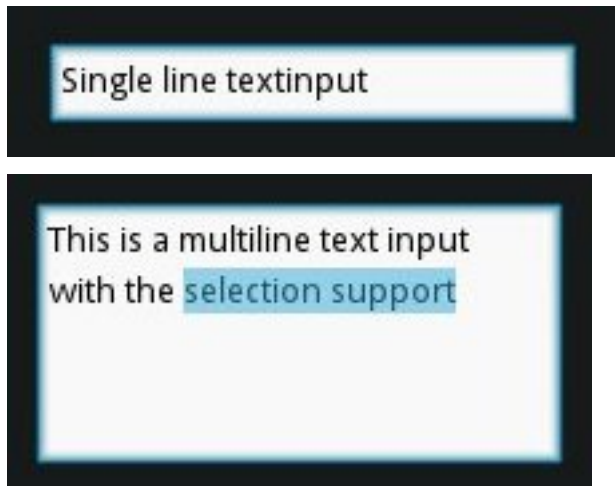 Single line textinput
This is a multiline text input
with the selection support